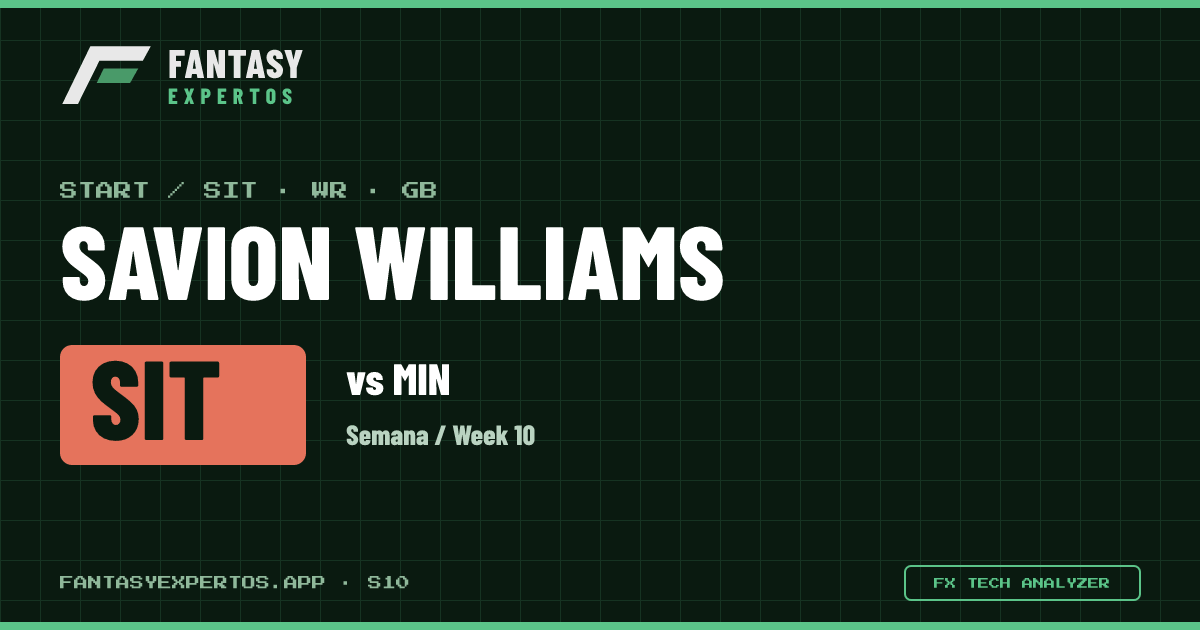 FANTASY
EXPERTOS
START / SIT · WR · GB
SAVION WILLIAMS
SIT
vs MIN
Semana / Week 10
FANTASYEXPERTOS.APP · S10
FX TECH ANALYZER